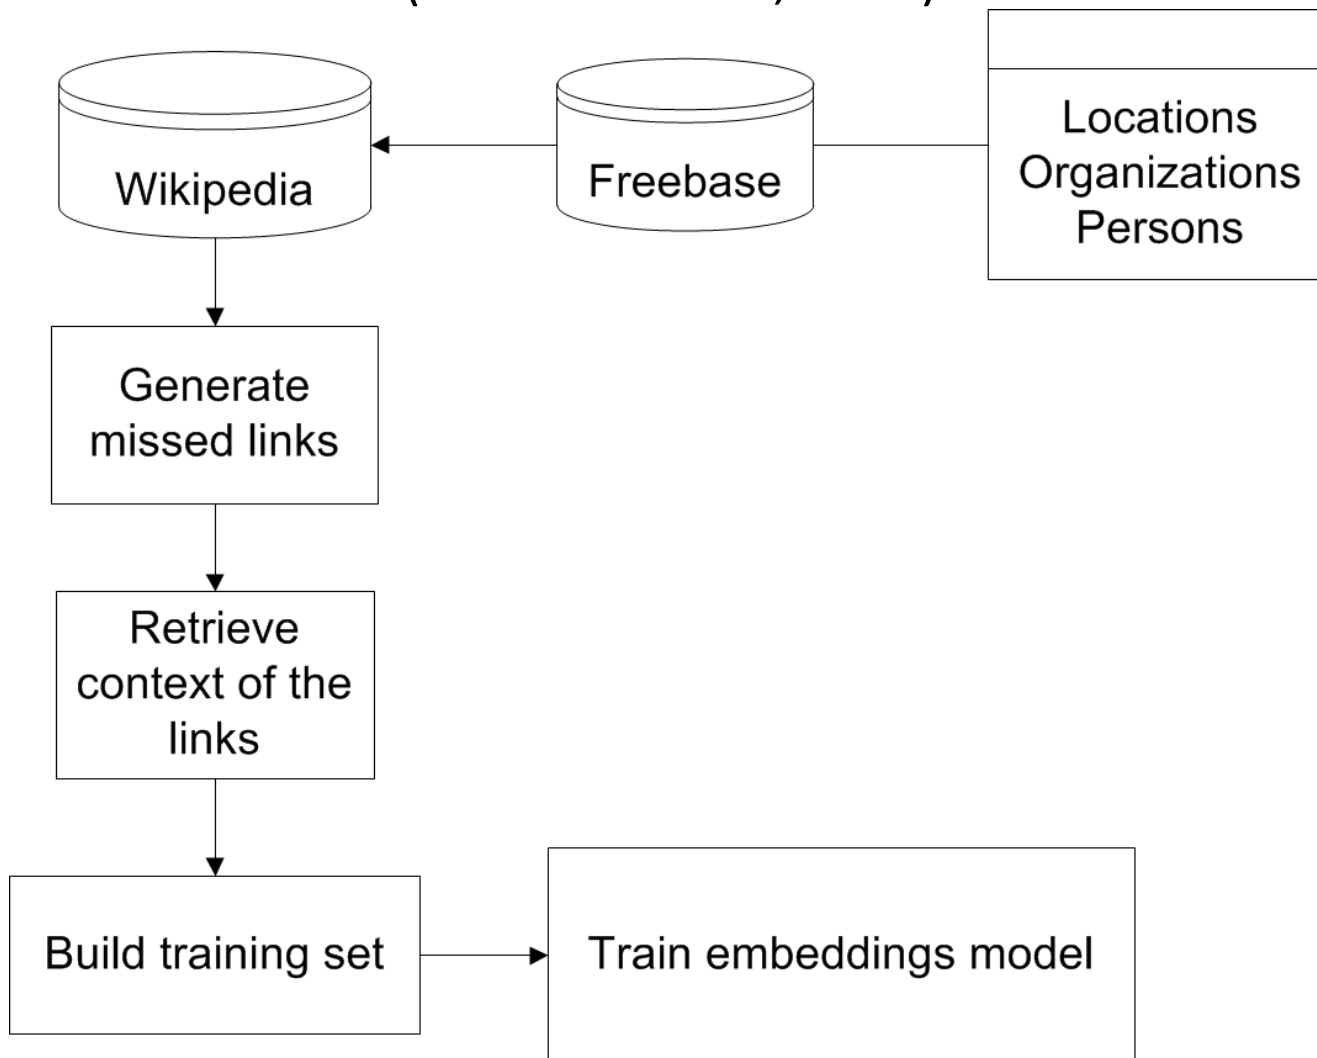 Wikipedia
Freebase
Locations
Organizations
Persons
Generate
missed links
Retrieve
context of the
links
Build training set
Train embeddings model